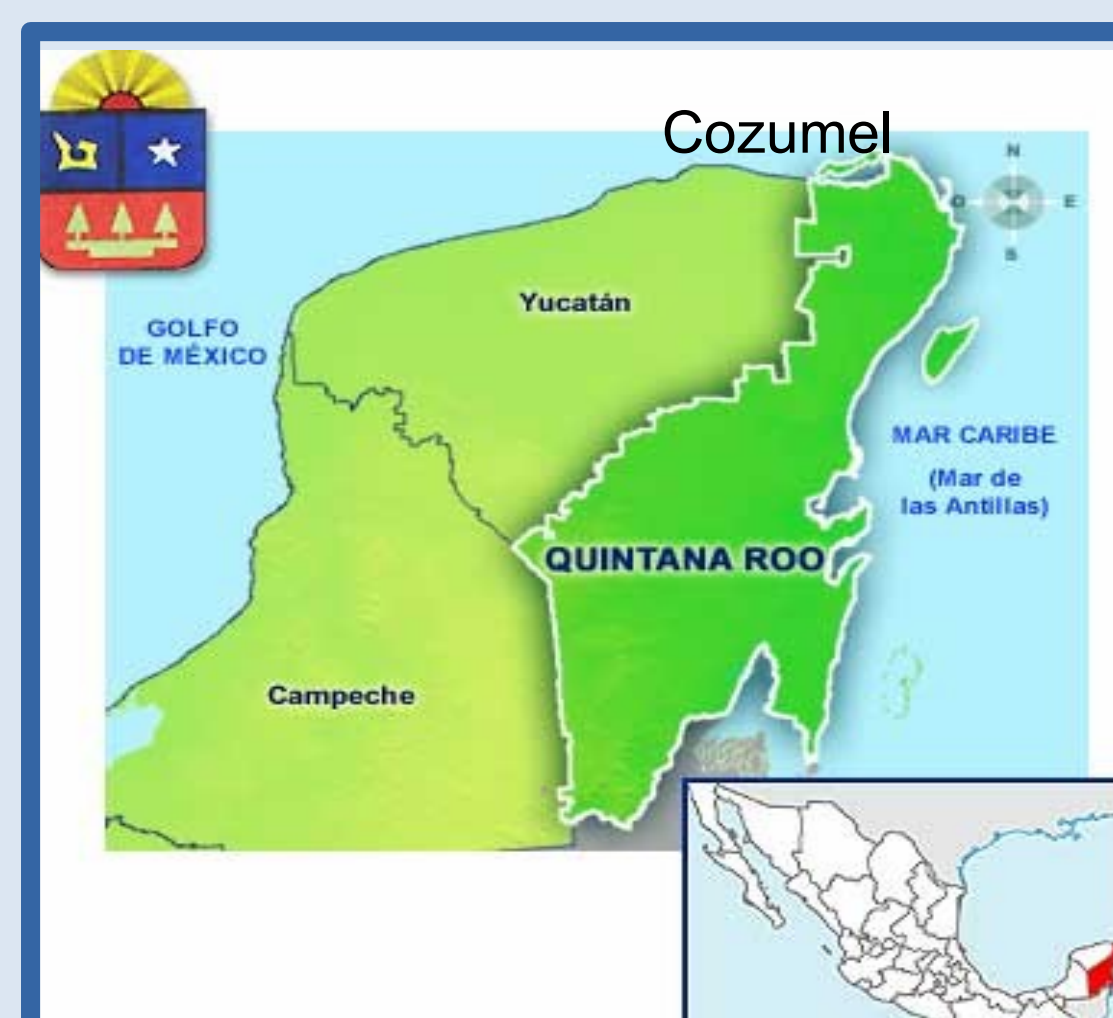 Cozumel
N
O
E
S
Yucatán
GOLFO
DE MÉXICO
MAR CARIBE
(Mar de
las Antillas)
QUINTANA ROO
Campeche